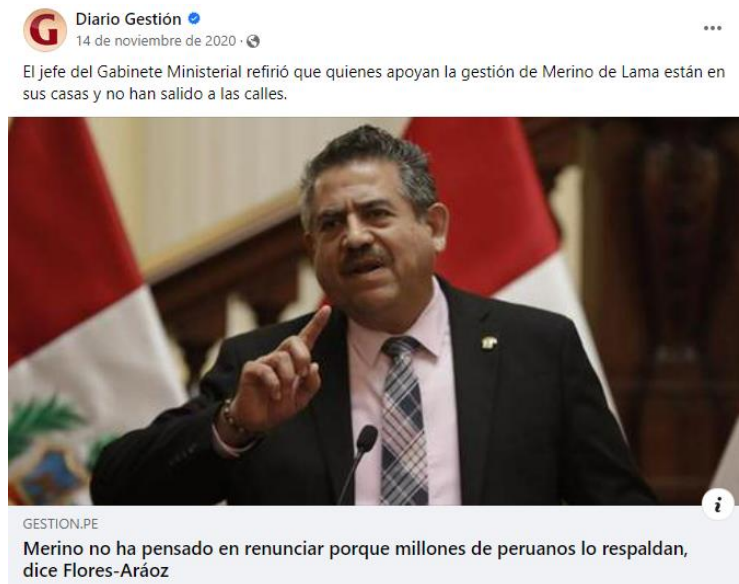 Diario Gestión
14 de noviembre de 2020 ·
El jefe del Gabinete Ministerial refirió que quienes apoyan la gestión de Merino de Lama están en
sus casas y no han salido a las calles.
GESTION.PE
Merino no ha pensado en renunciar porque millones de peruanos lo respaldan,
dice Flores-Aráoz